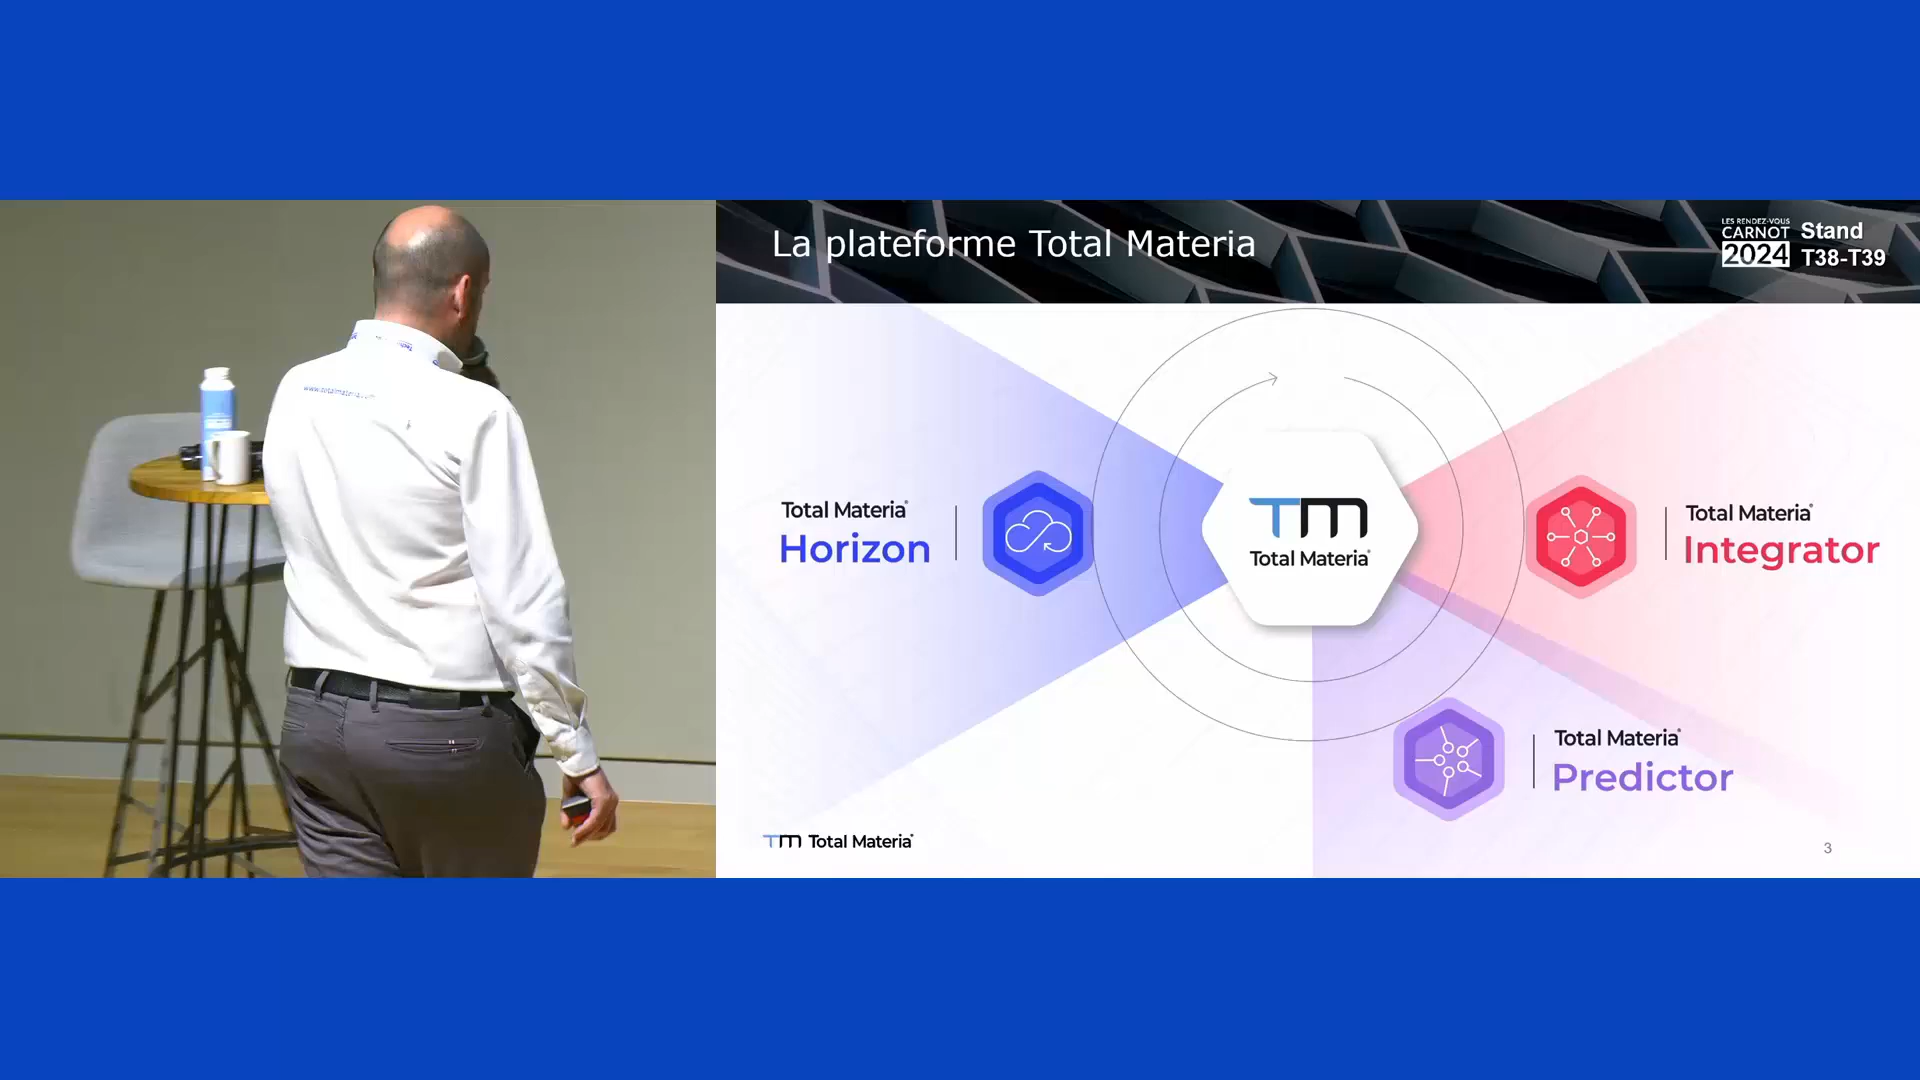 La plateforme Total Materia
LES RENDEZ-VOUS
CARNOT
2024
Stand
T38-T39
Total Materia
Horizon
TM
Total Materia
Total Materia
Integrator
Total Materia
Predictor
TM Total Materia
3